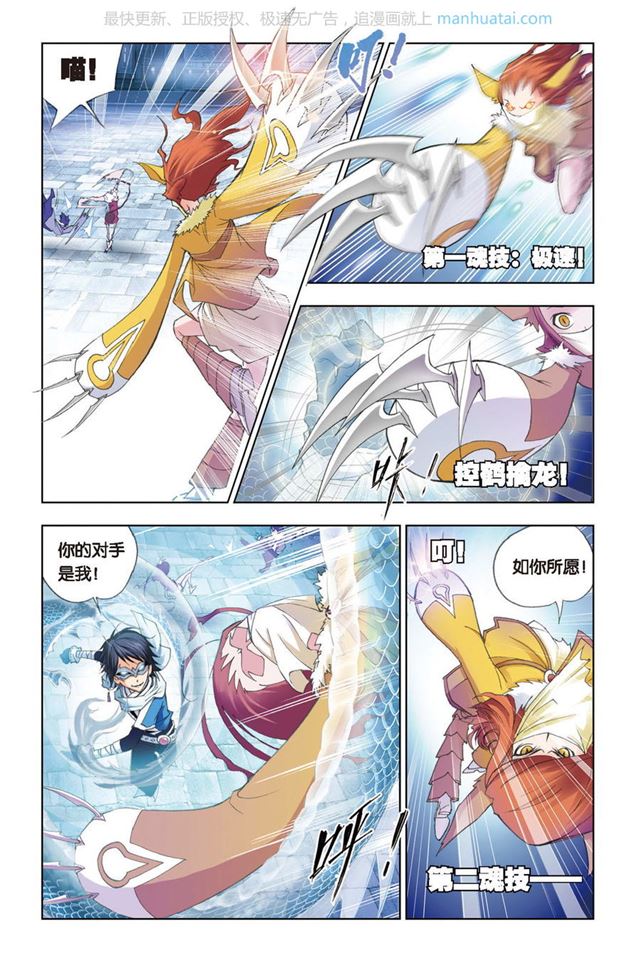 最快更新、正版授权、极速无广告，追漫画就上 manhuatai.com
喵！
叮！
第一魂技：极速！
控鹤擒龙！
咔！
你的对手
是我！
呼！
叮！
如你所愿！
第二魂技——